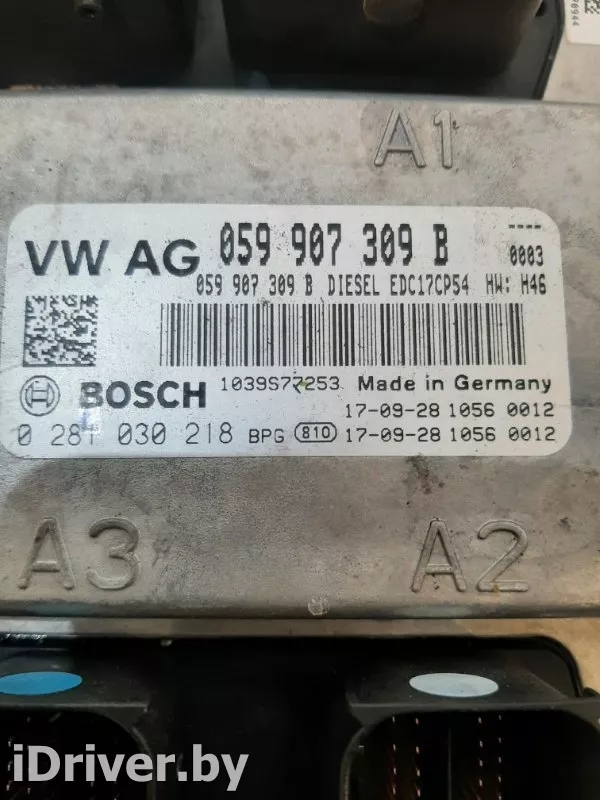 70944
A1
VW AG 059 907 309 B
---- 0003
059 907 309 B DIESEL EDC17CP54 HW: H46
BOSCH 1039S77253 Made in Germany
17-09-28 1056 0012
0 281 030 218 BPG 810 17-09-28 1056 0012
A3 A2
iDriver.by